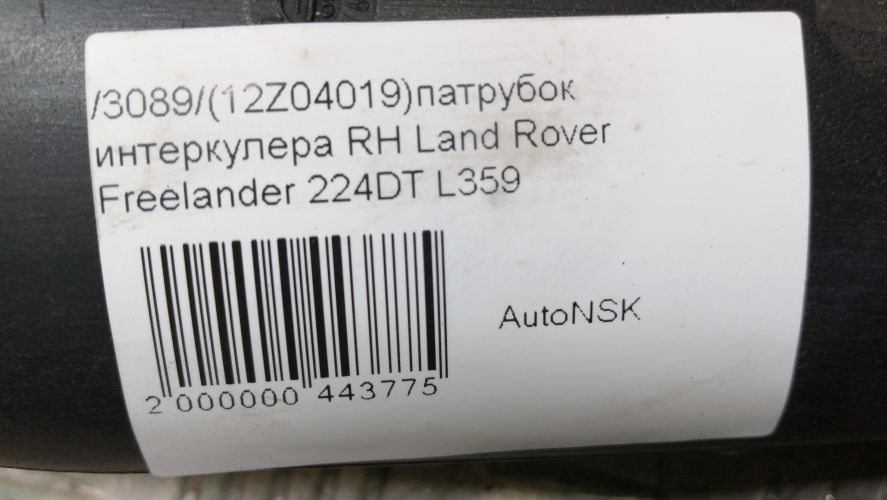 /3089/(12Z04019)патрубок
интеркулера RH Land Rover
Freelander 224DT L359
AutoNSK
2 000000 443775